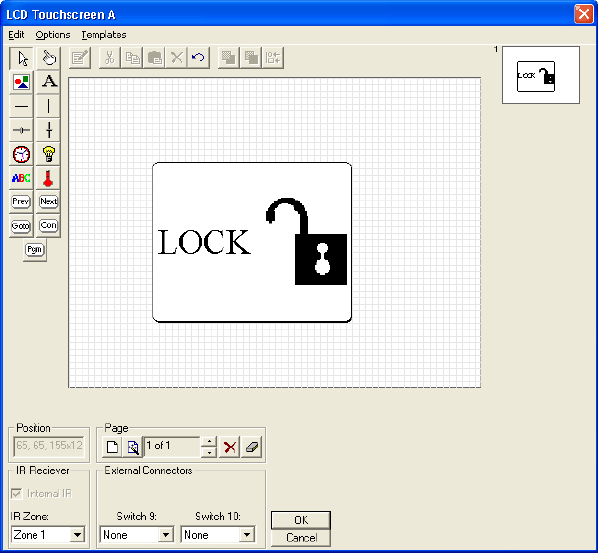 LCD Touchscreen A
Edit Options Templates
A
ABC
Prev Next
Goto Con
Pgm
LOCK
1
LOCK
Position
65, 65, 155x12
Page
1 of 1
IR Reciever
Internal IR
IR Zone:
Zone 1
External Connectors
Switch 9: Switch 10:
None None
OK
Cancel